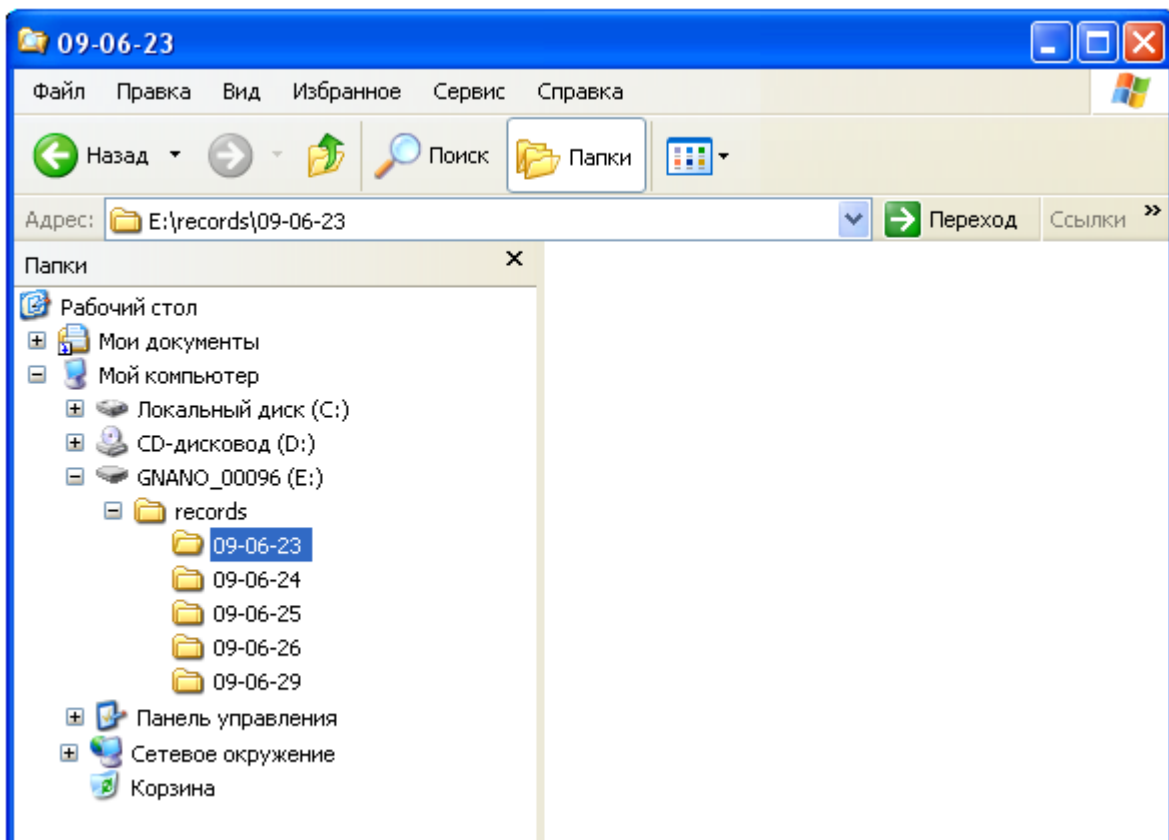 09-06-23
Файл Правка Вид Избранное Сервис Справка
Назад Поиск Папки
Адрес: E:\records\09-06-23 Переход Ссылки »
Папки
Рабочий стол
Мои документы
Мой компьютер
Локальный диск (C:)
CD-дисковод (D:)
GNANO_00096 (E:)
records
09-06-23
09-06-24
09-06-25
09-06-26
09-06-29
Панель управления
Сетевое окружение
Корзина